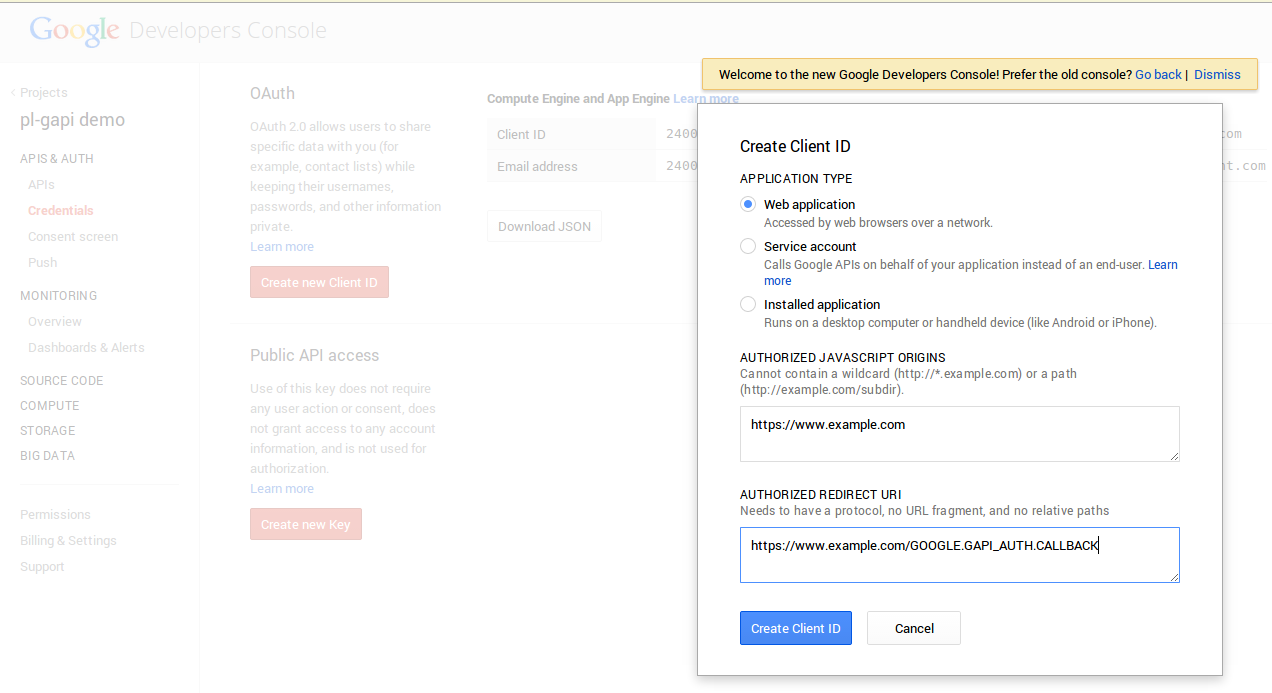 Google Developers Console
Welcome to the new Google Developers Console! Prefer the old console? Go back | Dismiss
< Projects
pl-gapi demo
APIS & AUTH
APIs
Credentials
Consent screen
Push
MONITORING
Overview
Dashboards & Alerts
SOURCE CODE
COMPUTE
STORAGE
BIG DATA
Permissions
Billing & Settings
Support
OAuth
OAuth 2.0 allows users to share
specific data with you (for
example, contact lists) while
keeping their usernames,
passwords, and other information
private.
Learn more
Create new Client ID
Public API access
Use of this key does not require
any user action or consent, does
not grant access to any account
information, and is not used for
authorization.
Learn more
Create new Key
Compute Engine and App Engine Learn more
Client ID 2400 com
Email address 2400 nt.com
Download JSON
Create Client ID
APPLICATION TYPE
Web application
Accessed by web browsers over a network.
Service account
Calls Google APIs on behalf of your application instead of an end-user. Learn
more
Installed application
Runs on a desktop computer or handheld device (like Android or iPhone).
AUTHORIZED JAVASCRIPT ORIGINS
Cannot contain a wildcard (http://*.example.com) or a path
(http://example.com/subdir).
https://www.example.com
AUTHORIZED REDIRECT URI
Needs to have a protocol, no URL fragment, and no relative paths
https://www.example.com/GOOGLE.GAPI_AUTH.CALLBACK
Create Client ID
Cancel